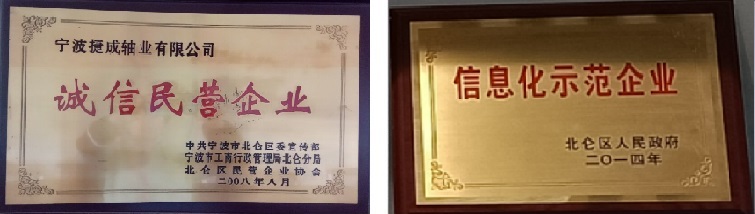 宁波捷成轴业有限公司
诚信民营企业
中共宁波市北仑区委宣传部
宁波市工商行政管理局北仑分局
北仑区民营企业协会
二〇〇八年八月
信息化示范企业
北仑区人民政府
二〇一四年